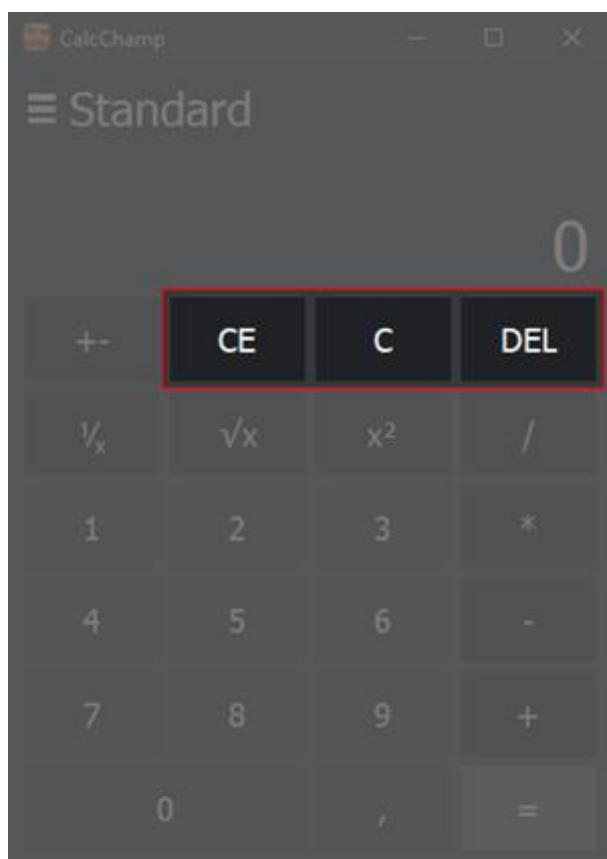 CalcChamp
Standard
0
+- CE C DEL
¹/ₓ √x x² /
1 2 3 *
4 5 6 -
7 8 9 +
0 , =